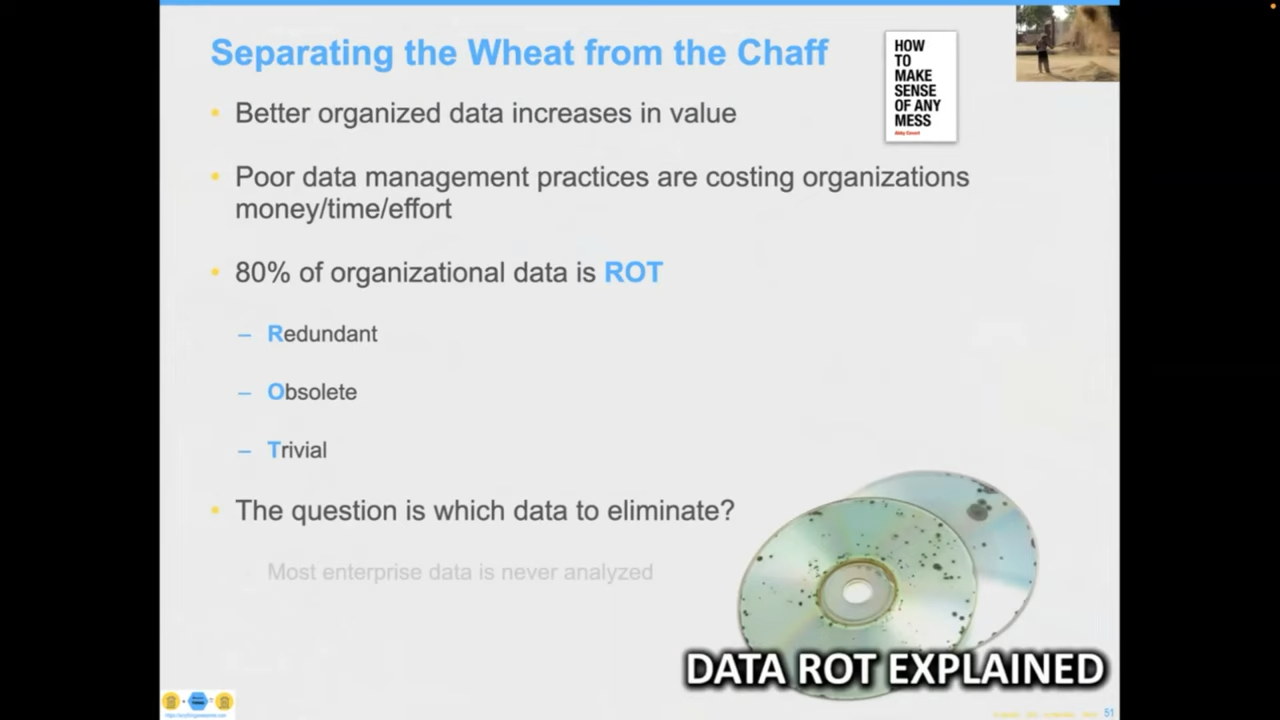 Separating the Wheat from the Chaff
HOW
TO
MAKE
SENSE
OF ANY
MESS
Abby Covert
• Better organized data increases in value
• Poor data management practices are costing organizations
money/time/effort
• 80% of organizational data is ROT
– Redundant
– Obsolete
– Trivial
• The question is which data to eliminate?
- Most enterprise data is never analyzed
DATA ROT EXPLAINED
51